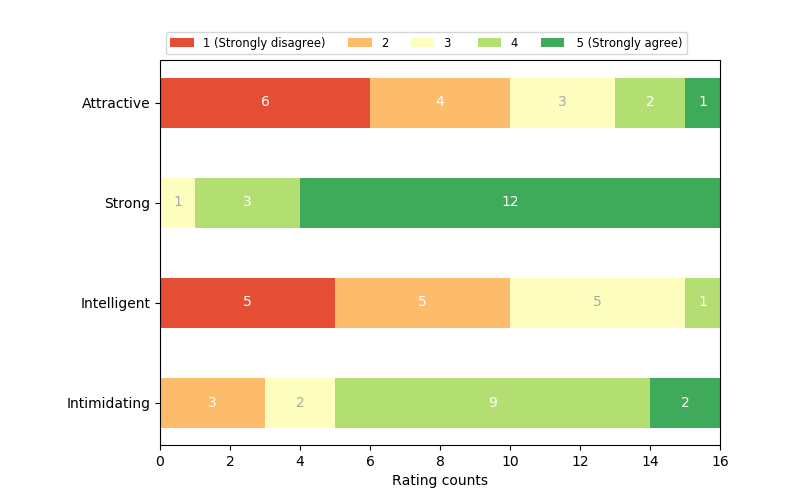 1 (Strongly disagree) 2 3 4 5 (Strongly agree)
Attractive 6 4 3 2 1
Strong 1 3 12
Intelligent 5 5 5 1
Intimidating 3 2 9 2
0 2 4 6 8 10 12 14 16
Rating counts